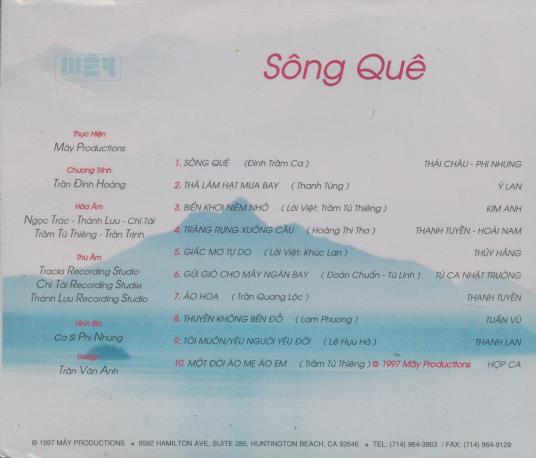 mây
Sông Quê
Thực Hiện
Mây Productions
Chương Trình
Trần Đình Hoàng
Hòa Âm
Ngọc Trác - Thành Lưu - Chí Tài
Trầm Tử Thiêng - Trần Trịnh
Thu Âm
Tracks Recording Studio
Chí Tài Recording Studie
Thành Lưu Recording Studio
Hình Bìa
Ca Sĩ Phi Nhung
Design
Trần Vân Anh
1. SÔNG QUÊ (Đinh Trầm Ca) THÁI CHÂU - PHI NHUNG
2. THÀ LÀM HẠT MƯA BAY (Thanh Tùng) Ý LAN
3. BIỂN KHƠI NIỀM NHỚ (Lời Việt: Trầm Tử Thiêng) KIM ANH
4. TRĂNG RỤNG XUỐNG CẦU (Hoàng Thi Thơ) THANH TUYỀN - HOÀI NAM
5. GIẤC MƠ TỰ DO (Lời Việt: Khúc Lan) THÚY HẰNG
6. GỬI GIÓ CHO MÂY NGÀN BAY (Đoàn Chuẩn - Từ Linh) TÚ CA NHẬT TRƯỜNG
7. ÁO HOA (Trần Quang Lộc) THANH TUYỀN
8. THUYỀN KHÔNG BẾN ĐỖ (Lam Phương) TUẤN VŨ
9. TÔI MUỐN/YÊU NGƯỜI YÊU ĐỜI (Lê Hựu Hà) THANH LAN
10. MỘT ĐỜI ÁO MẸ ÁO EM (Trầm Tử Thiêng) © 1997 Mây Productions HỢP CA
© 1997 MÂY PRODUCTIONS • 9582 HAMILTON AVE, SUITE 285, HUNTINGTON BEACH, CA 92646 • TEL: (714) 964-3903 / FAX: (714) 964-9129